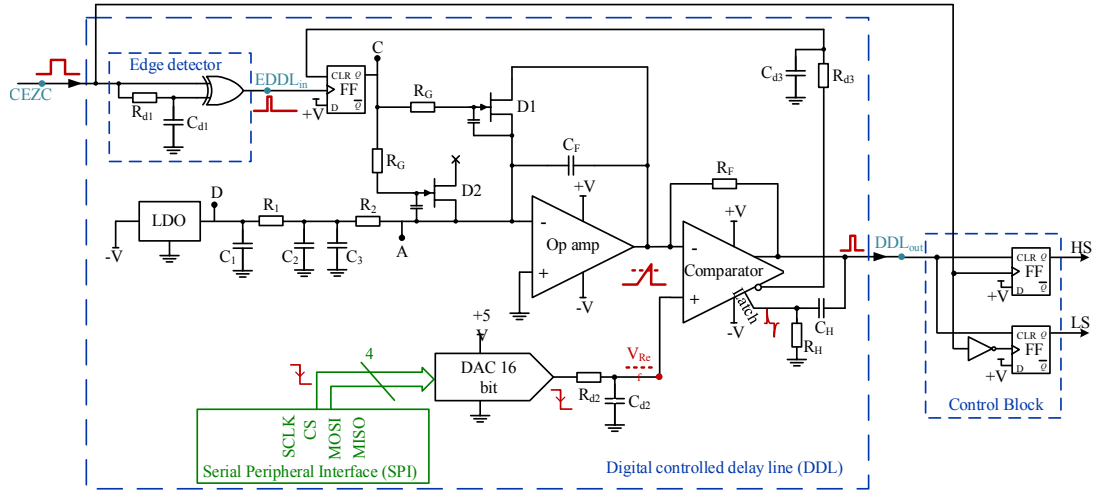 Edge detector
CEZC
EDDLin
Rd1
Cd1
+V
CLR Q
FF
D Q
C
RG
D1
RG
D2
CF
Cd3
Rd3
LDO
-V
D
R1
R2
C1
C2
C3
A
+V
-
Op amp
+
-V
RF
+V
-
Comparator
+
Latch
-V
RH
CH
DDLout
HS
CLR Q
FF
D Q
+V
LS
CLR Q
FF
D Q
+V
Control Block
+5
V
DAC 16
bit
4
Rd2
Cd2
VRe
f
SCLK
CS
MOSI
MISO
Serial Peripheral Interface (SPI)
Digital controlled delay line (DDL)